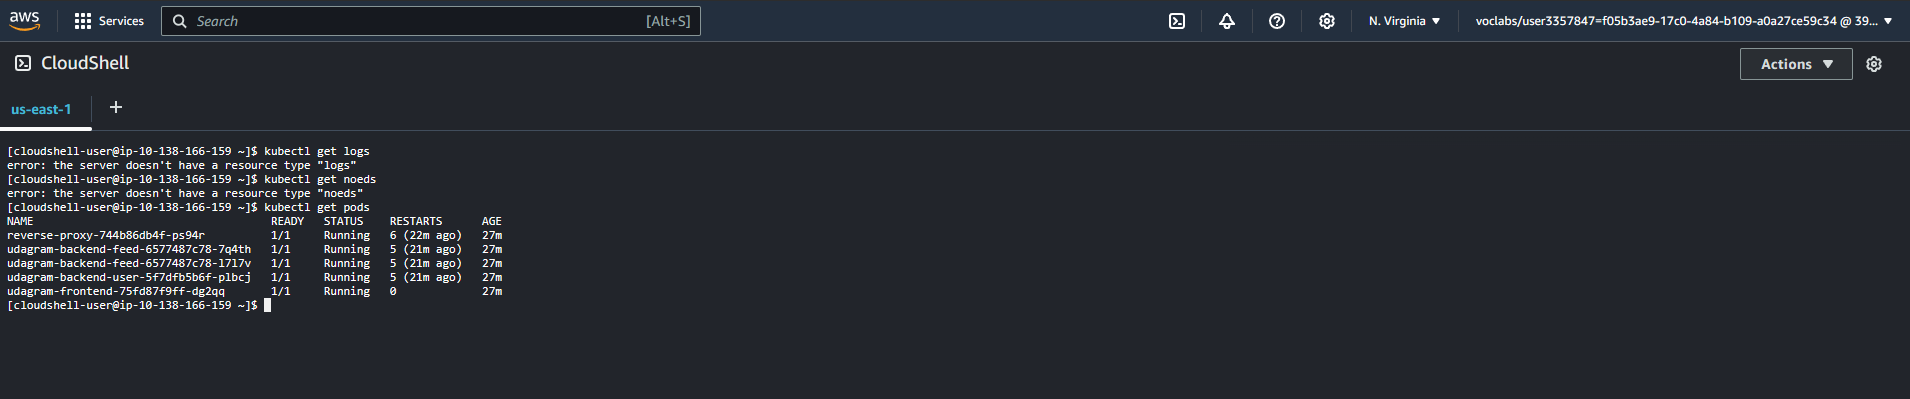 aws
Services
Search
[Alt+S]
N. Virginia
voclabs/user3357847=f05b3ae9-17c0-4a84-b109-a0a27ce59c34 @ 39...
CloudShell
Actions
us-east-1
+
[cloudshell-user@ip-10-138-166-159 ~]$ kubectl get logs
error: the server doesn't have a resource type "logs"
[cloudshell-user@ip-10-138-166-159 ~]$ kubectl get noeds
error: the server doesn't have a resource type "noeds"
[cloudshell-user@ip-10-138-166-159 ~]$ kubectl get pods
NAME READY STATUS RESTARTS AGE
reverse-proxy-744b86db4f-ps94r 1/1 Running 6 (22m ago) 27m
udagram-backend-feed-6577487c78-7q4th 1/1 Running 5 (21m ago) 27m
udagram-backend-feed-6577487c78-l7l7v 1/1 Running 5 (21m ago) 27m
udagram-backend-user-5f7dfb5b6f-plbcj 1/1 Running 5 (21m ago) 27m
udagram-frontend-75fd87f9ff-dg2qq 1/1 Running 0 27m
[cloudshell-user@ip-10-138-166-159 ~]$